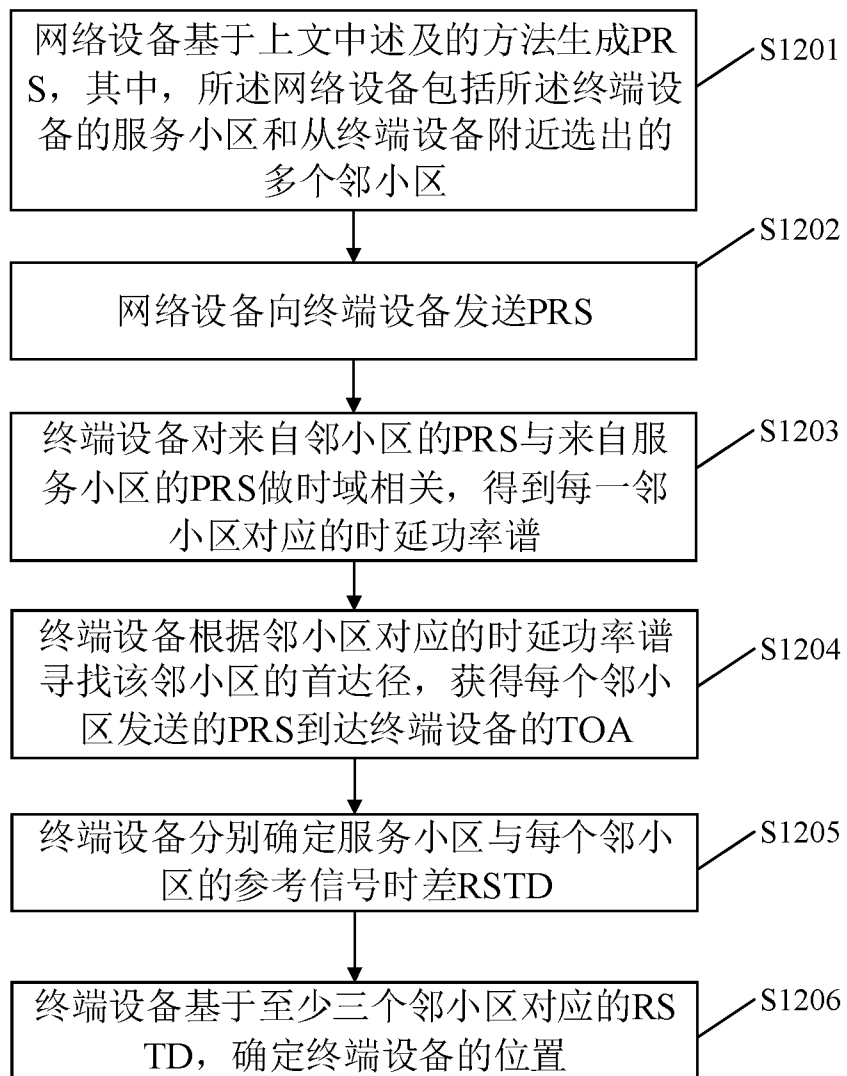 网络设备基于上文中述及的方法生成PR
S，其中，所述网络设备包括所述终端设
备的服务小区和从终端设备附近选出的
多个邻小区
S1201
网络设备向终端设备发送PRS
S1202
终端设备对来自邻小区的PRS与来自服
务小区的PRS做时域相关，得到每一邻
小区对应的时延功率谱
S1203
终端设备根据邻小区对应的时延功率谱
寻找该邻小区的首达径，获得每个邻小
区发送的PRS到达终端设备的TOA
S1204
终端设备分别确定服务小区与每个邻小
区的参考信号时差RSTD
S1205
终端设备基于至少三个邻小区对应的RS
TD，确定终端设备的位置
S1206